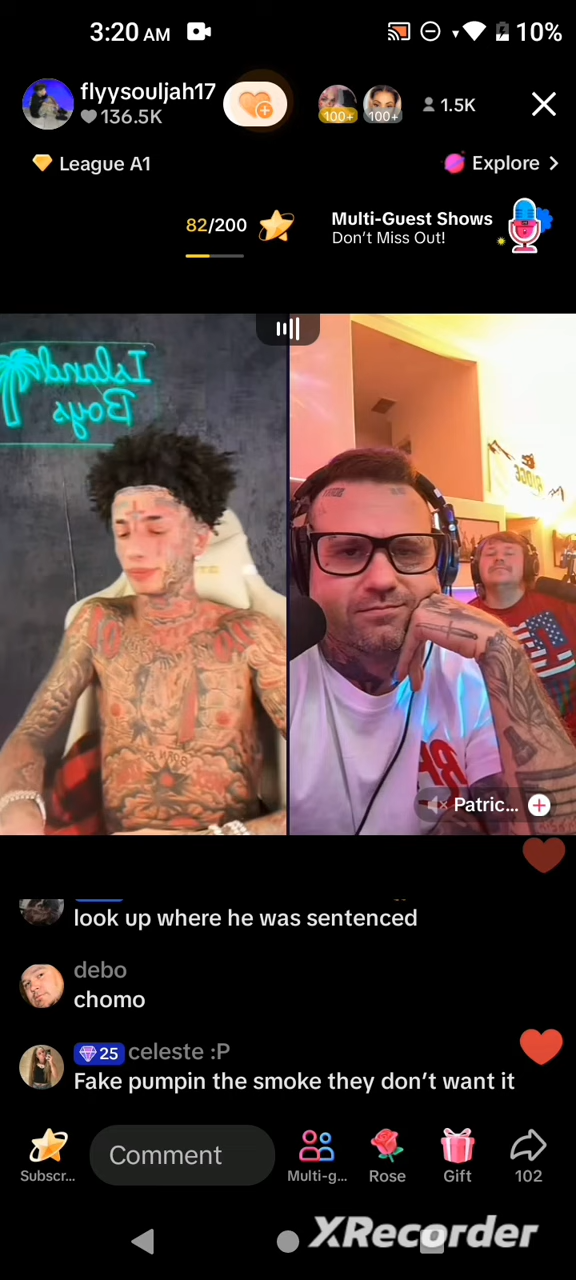 3:20 AM
10%
flyysouljah17
136.5K
100+
100+
1.5K
League A1
Explore
82/200
Multi-Guest Shows
Don't Miss Out!
Island
Boys
Patric...
look up where he was sentenced
debo
chomo
25 celeste :P
Fake pumpin the smoke they don't want it
Comment
Subscr...
Multi-g...
Rose
Gift
102
XRecorder